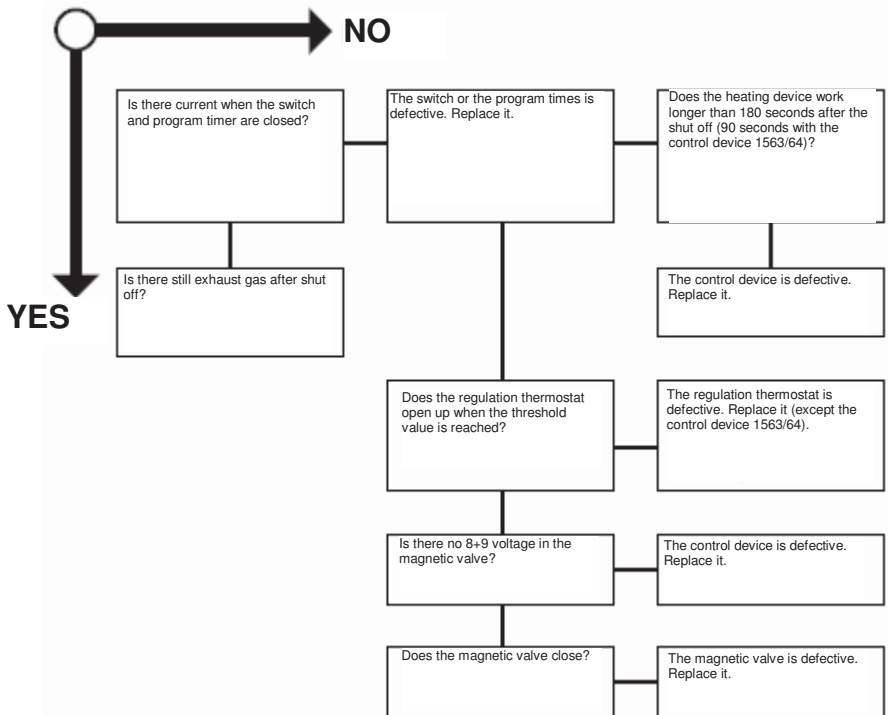 NO
YES
Is there current when the switch
and program timer are closed?
The switch or the program times is
defective. Replace it.
Does the heating device work
longer than 180 seconds after the
shut off (90 seconds with the
control device 1563/64)?
Is there still exhaust gas after shut
off?
The control device is defective.
Replace it.
Does the regulation thermostat
open up when the threshold
value is reached?
The regulation thermostat is
defective. Replace it (except the
control device 1563/64).
Is there no 8+9 voltage in the
magnetic valve?
The control device is defective.
Replace it.
Does the magnetic valve close?
The magnetic valve is defective.
Replace it.